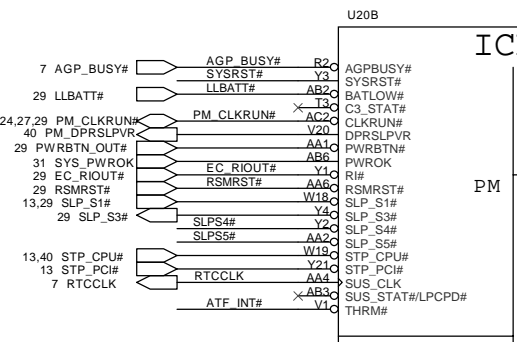 U20B
IC
7 AGP_BUSY# AGP_BUSY# R2 AGPBUSY#
SYSRST# Y3 SYSRST#
29 LLBATT# LLBATT# AB2 BATLOW#
T3 C3_STAT#
24,27,29 PM_CLKRUN# PM_CLKRUN# AC2 CLKRUN#
40 PM_DPRSLPVR V20 DPRSLPVR
29 PWRBTN_OUT# AA1 PWRBTN#
31 SYS_PWROK AB6 PWROK
29 EC_RIOUT# EC_RIOUT# Y1 RI#
29 RSMRST# RSMRST# AA6 RSMRST#
13,29 SLP_S1# W18 SLP_S1#
29 SLP_S3# Y4 SLP_S3#
SLPS4# Y2 SLP_S4#
SLPS5# AA2 SLP_S5#
13,40 STP_CPU# W19 STP_CPU#
13 STP_PCI# Y21 STP_PCI#
7 RTCCLK RTCCLK AA4 SUS_CLK
AB3 SUS_STAT#/LPCPD#
ATF_INT# V1 THRM#
PM